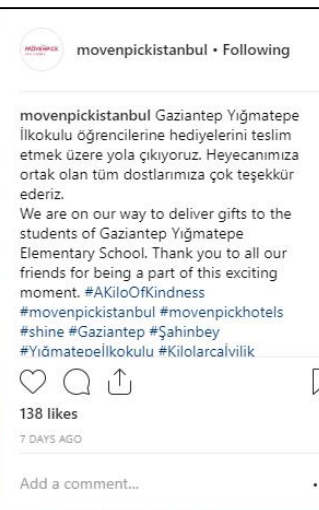 MÖVENPICK
movenpickistanbul • Following
movenpickistanbul Gaziantep Yığmatepe
İlkokulu öğrencilerine hediyelerini teslim
etmek üzere yola çıkıyoruz. Heyecanımıza
ortak olan tüm dostlarımıza çok teşekkür
ederiz.
We are on our way to deliver gifts to the
students of Gaziantep Yığmatepe
Elementary School. Thank you to all our
friends for being a part of this exciting
moment. #AKiloOfKindness
#movenpickistanbul #movenpickhotels
#shine #Gaziantep #Şahinbey
#Yığmatepeİlkokulu #Kilolarcaİyilik
138 likes
7 DAYS AGO
Add a comment...